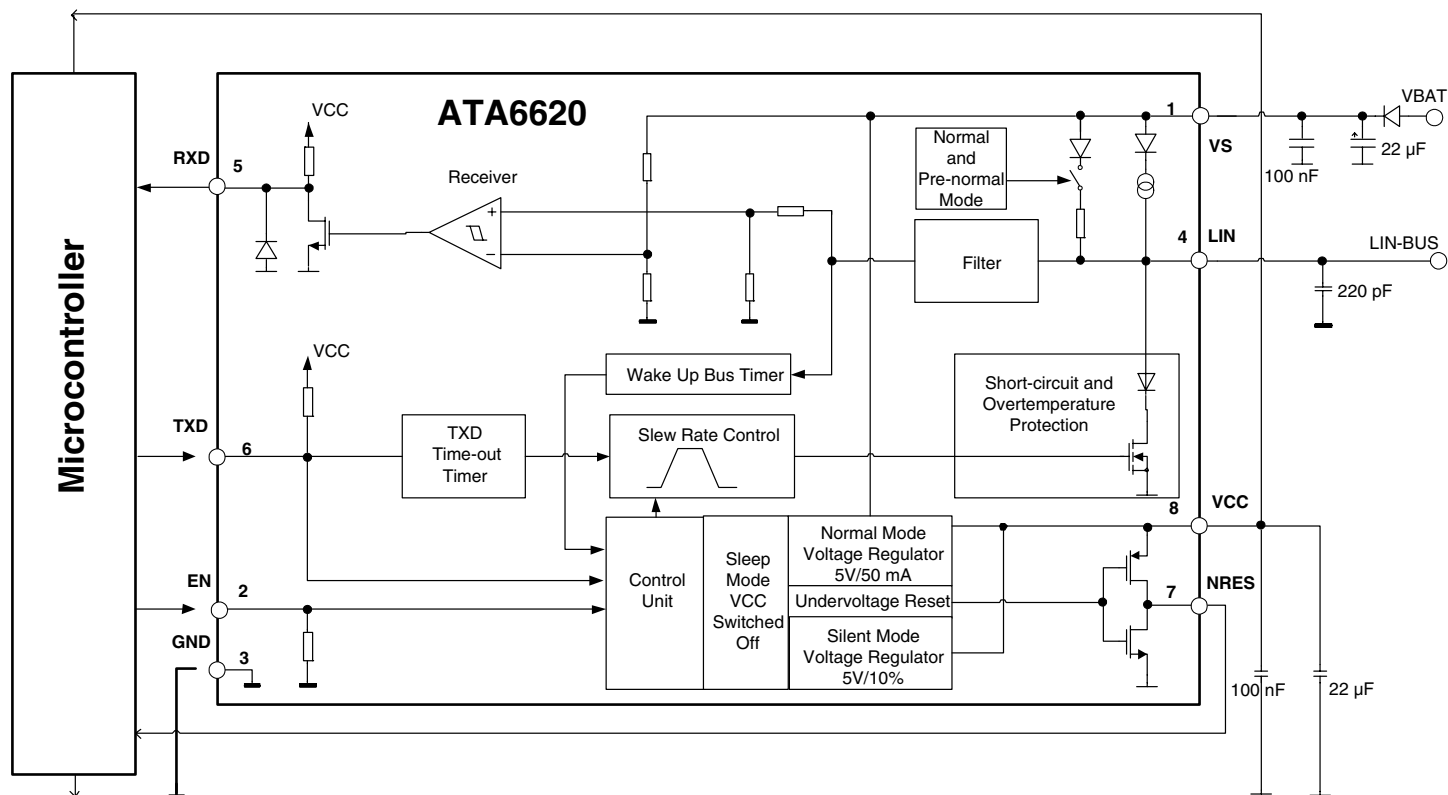 Microcontroller
ATA6620
VCC
RXD
5
Receiver
+
−
Normal
and
Pre-normal
Mode
1
VS
VBAT
100 nF
22 µF
4
LIN
LIN-BUS
Filter
220 pF
VCC
Wake Up Bus Timer
Short-circuit and
Overtemperature
Protection
TXD
6
TXD
Time-out
Timer
Slew Rate Control
8
VCC
EN
2
Control
Unit
Sleep
Mode
VCC
Switched
Off
Normal Mode
Voltage Regulator
5V/50 mA
Undervoltage Reset
Silent Mode
Voltage Regulator
5V/10%
7
NRES
GND
3
100 nF
22 µF